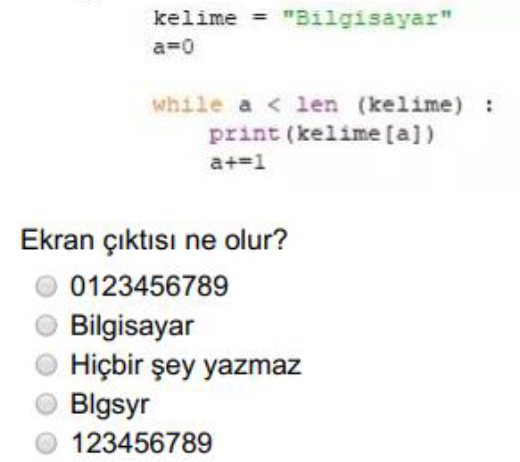 kelime = "Bilgisayar"
a=0
while a < len (kelime) :
print(kelime[a])
a+=1
Ekran çıktısı ne olur?
0123456789
Bilgisayar
Hiçbir şey yazmaz
Blgsyr
123456789